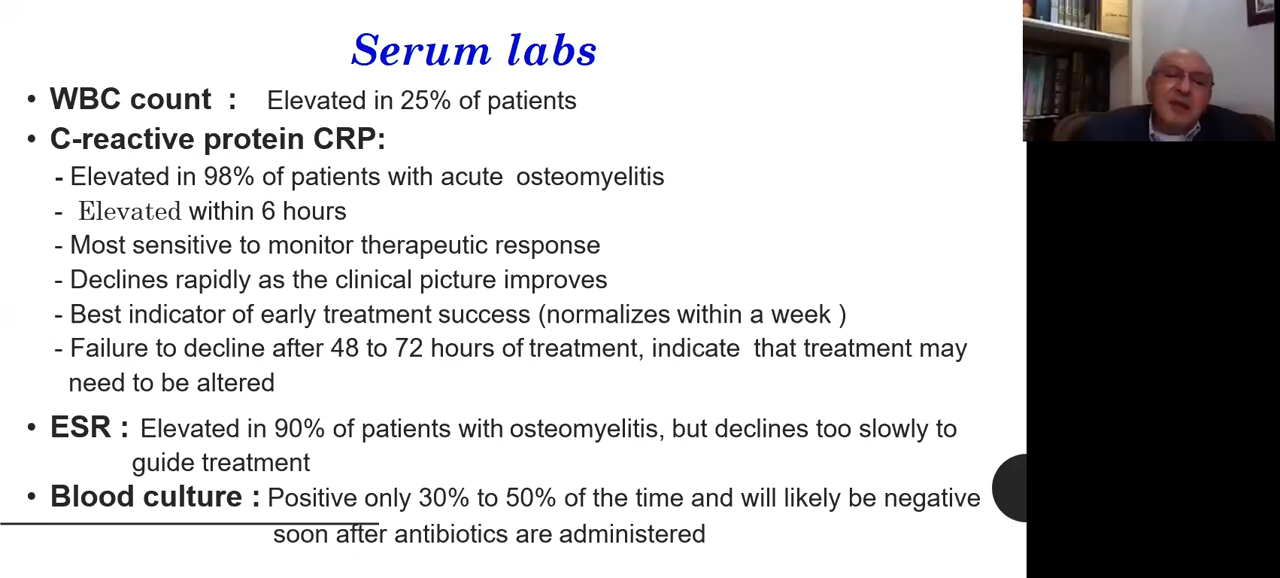 Serum labs
• WBC count : Elevated in 25% of patients
• C-reactive protein CRP:
- Elevated in 98% of patients with acute osteomyelitis
- Elevated within 6 hours
- Most sensitive to monitor therapeutic response
- Declines rapidly as the clinical picture improves
- Best indicator of early treatment success (normalizes within a week )
- Failure to decline after 48 to 72 hours of treatment, indicate that treatment may
need to be altered
• ESR : Elevated in 90% of patients with osteomyelitis, but declines too slowly to
guide treatment
• Blood culture : Positive only 30% to 50% of the time and will likely be negative
soon after antibiotics are administered